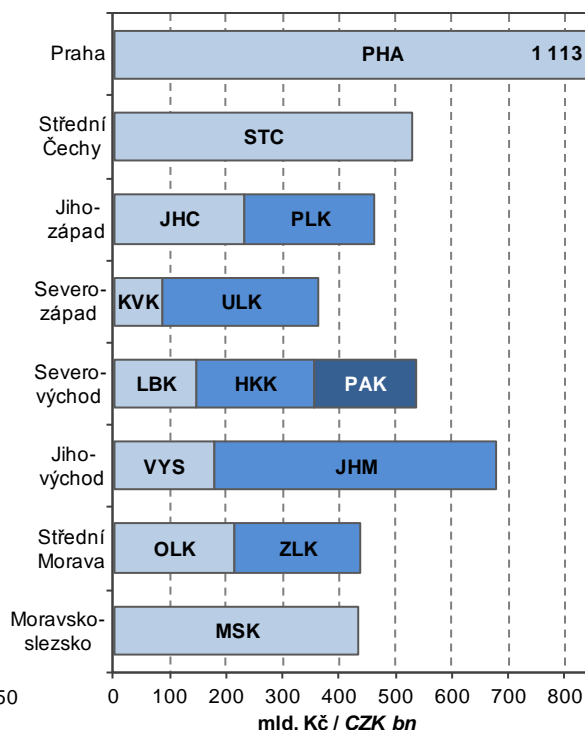 Praha
PHA
1 113
Střední
Čechy
STC
Jiho-
západ
JHC
PLK
Severo-
západ
KVK
ULK
Severo-
východ
LBK
HKK
PAK
Jiho-
východ
VYS
JHM
Střední
Morava
OLK
ZLK
Moravsko-
slezsko
MSK
50
0 100 200 300 400 500 600 700 800
mld. Kč / CZK bn